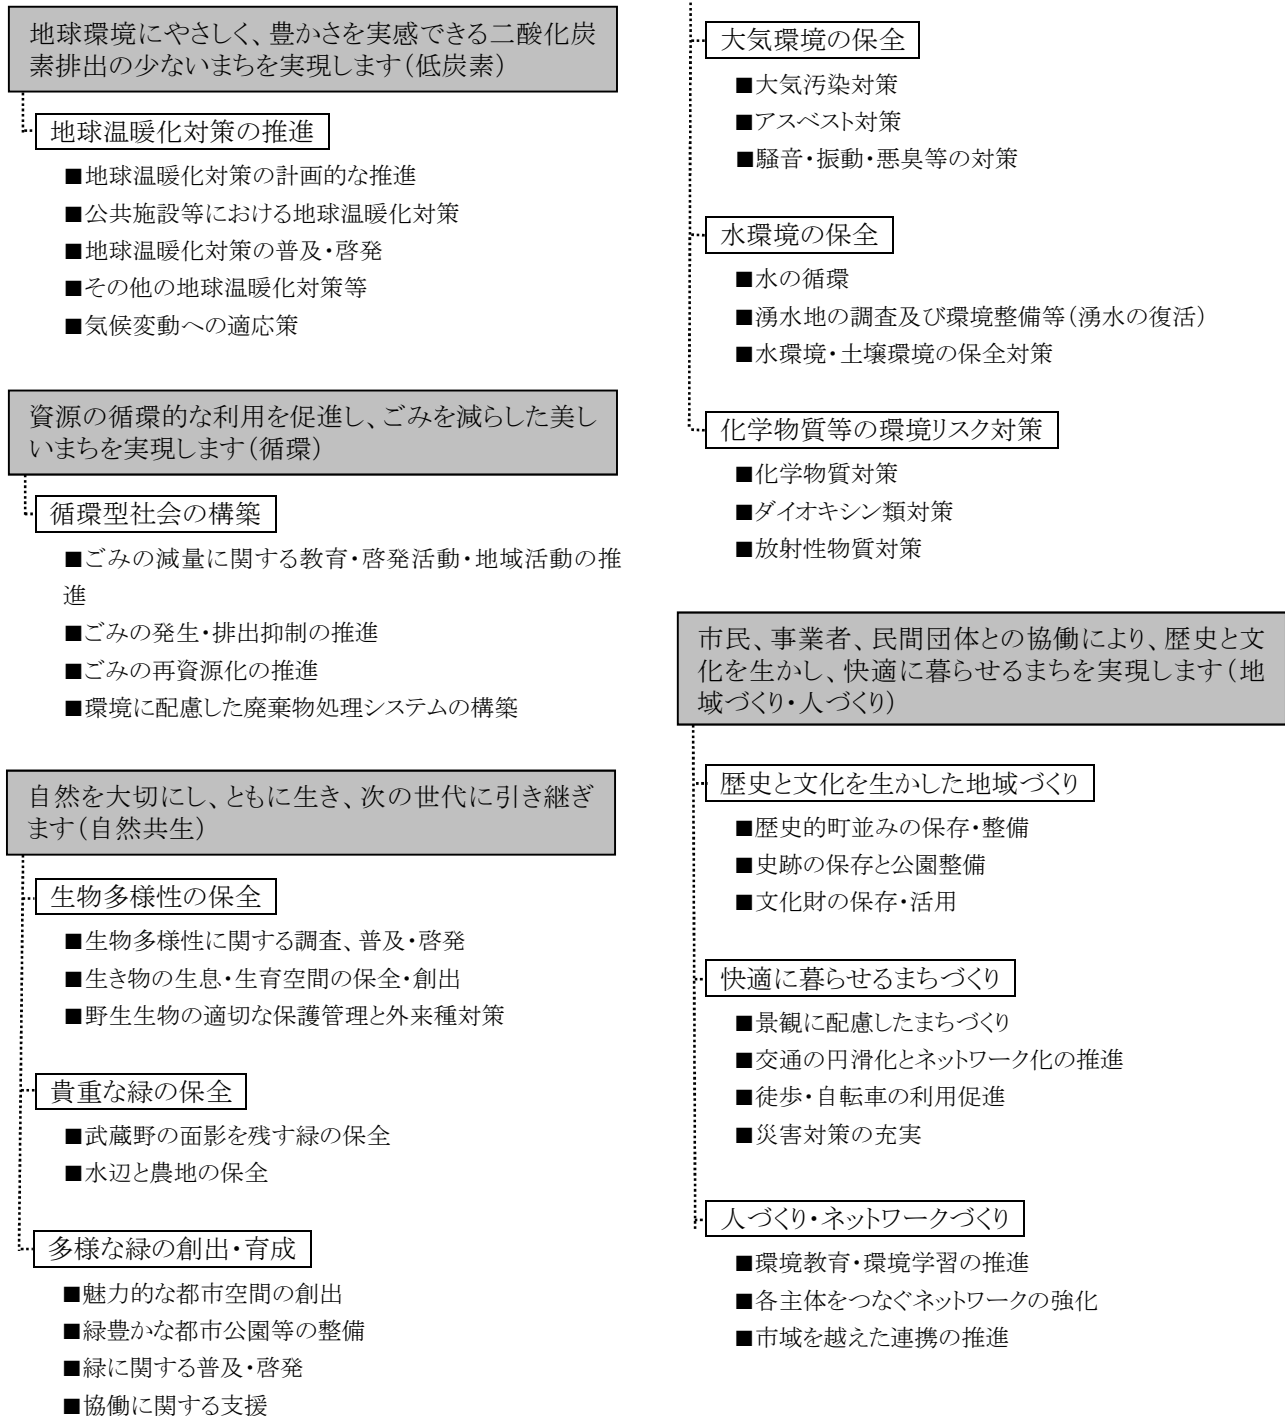 地球環境にやさしく、豊かさを実感できる二酸化炭
素排出の少ないまちを実現します（低炭素）
地球温暖化対策の推進
■地球温暖化対策の計画的な推進
■公共施設等における地球温暖化対策
■地球温暖化対策の普及・啓発
■その他の地球温暖化対策等
■気候変動への適応策
資源の循環的な利用を促進し、ごみを減らした美し
いまちを実現します（循環）
循環型社会の構築
■ごみの減量に関する教育・啓発活動・地域活動の推
進
■ごみの発生・排出抑制の推進
■ごみの再資源化の推進
■環境に配慮した廃棄物処理システムの構築
自然を大切にし、ともに生き、次の世代に引き継ぎ
ます（自然共生）
生物多様性の保全
■生物多様性に関する調査、普及・啓発
■生き物の生息・生育空間の保全・創出
■野生生物の適切な保護管理と外来種対策
貴重な緑の保全
■武蔵野の面影を残す緑の保全
■水辺と農地の保全
多様な緑の創出・育成
■魅力的な都市空間の創出
■緑豊かな都市公園等の整備
■緑に関する普及・啓発
■協働に関する支援
大気環境の保全
■大気汚染対策
■アスベスト対策
■騒音・振動・悪臭等の対策
水環境の保全
■水の循環
■湧水地の調査及び環境整備等（湧水の復活）
■水環境・土壌環境の保全対策
化学物質等の環境リスク対策
■化学物質対策
■ダイオキシン類対策
■放射性物質対策
市民、事業者、民間団体との協働により、歴史と文
化を生かし、快適に暮らせるまちを実現します（地
域づくり・人づくり）
歴史と文化を生かした地域づくり
■歴史的町並みの保存・整備
■史跡の保存と公園整備
■文化財の保存・活用
快適に暮らせるまちづくり
■景観に配慮したまちづくり
■交通の円滑化とネットワーク化の推進
■徒歩・自転車の利用促進
■災害対策の充実
人づくり・ネットワークづくり
■環境教育・環境学習の推進
■各主体をつなぐネットワークの強化
■市域を越えた連携の推進